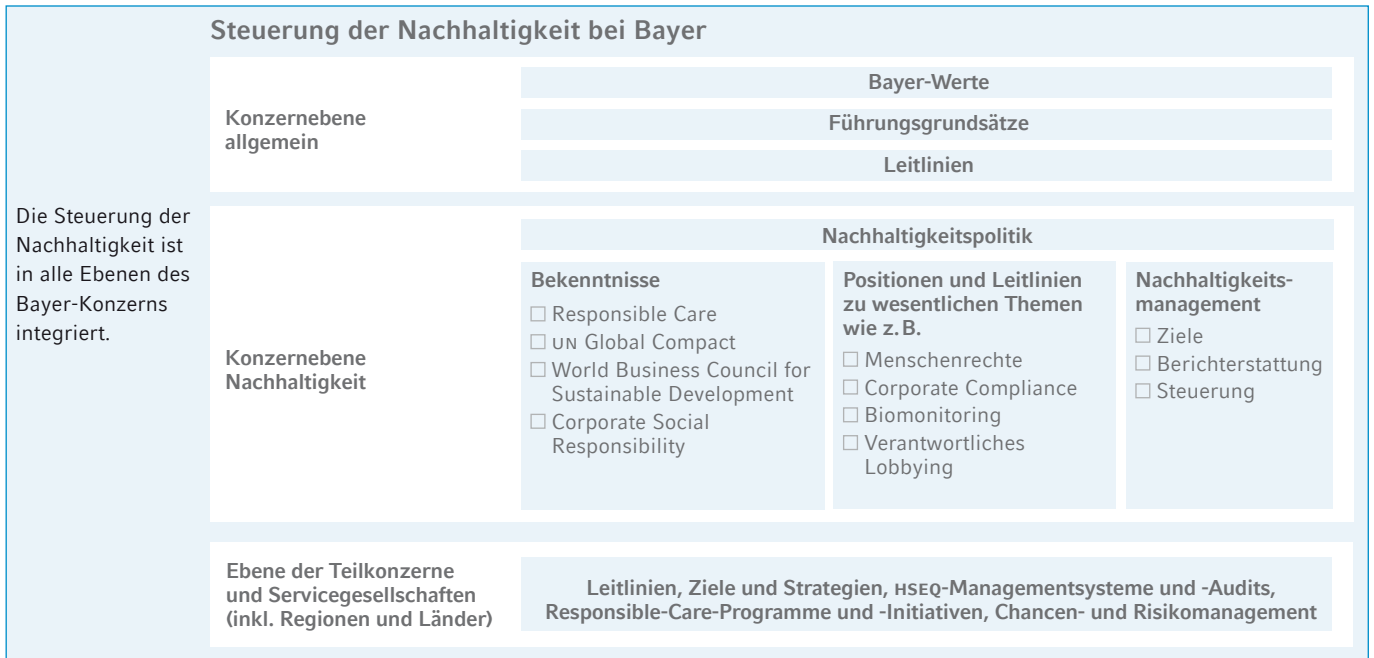 Steuerung der Nachhaltigkeit bei Bayer
Die Steuerung der
Nachhaltigkeit ist
in alle Ebenen des
Bayer-Konzerns
integriert.
Konzernebene
allgemein
Bayer-Werte
Führungsgrundsätze
Leitlinien
Konzernebene
Nachhaltigkeit
Nachhaltigkeitspolitik
Bekenntnisse
☐ Responsible Care
☐ UN Global Compact
☐ World Business Council for
Sustainable Development
☐ Corporate Social
Responsibility
Positionen und Leitlinien
zu wesentlichen Themen
wie z. B.
☐ Menschenrechte
☐ Corporate Compliance
☐ Biomonitoring
☐ Verantwortliches
Lobbying
Nachhaltigkeits-
management
☐ Ziele
☐ Berichterstattung
☐ Steuerung
Ebene der Teilkonzerne
und Servicegesellschaften
(inkl. Regionen und Länder)
Leitlinien, Ziele und Strategien, HSEQ-Managementsysteme und -Audits,
Responsible-Care-Programme und -Initiativen, Chancen- und Risikomanagement